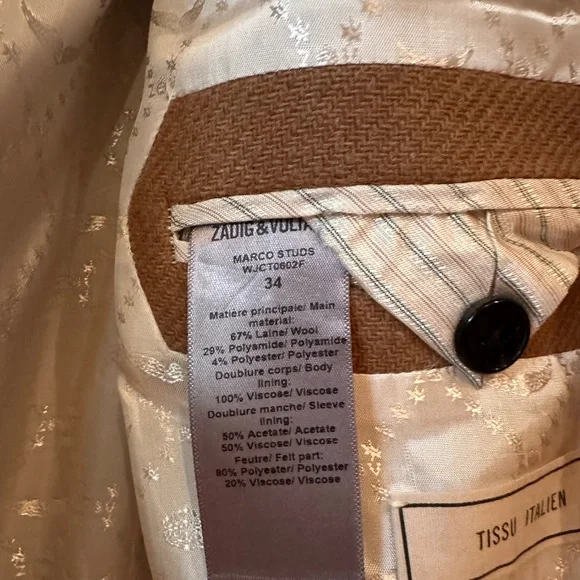 ZADIG & VOLTA
MARCO STUDS
WJCT0602F
34
Matière principale/ Main
material:
67% Laine/ Wool
29% Polyamide/ Polyamide
4% Polyester/ Polyester
Doublure corps/ Body
lining:
100% Viscose/ Viscose
Doublure manche/ Sleeve
lining:
50% Acetate/ Acetate
50% Viscose/ Viscose
Feutre/ Felt part:
80% Polyester/ Polyester
20% Viscose/ Viscose
TISSU ITALIEN